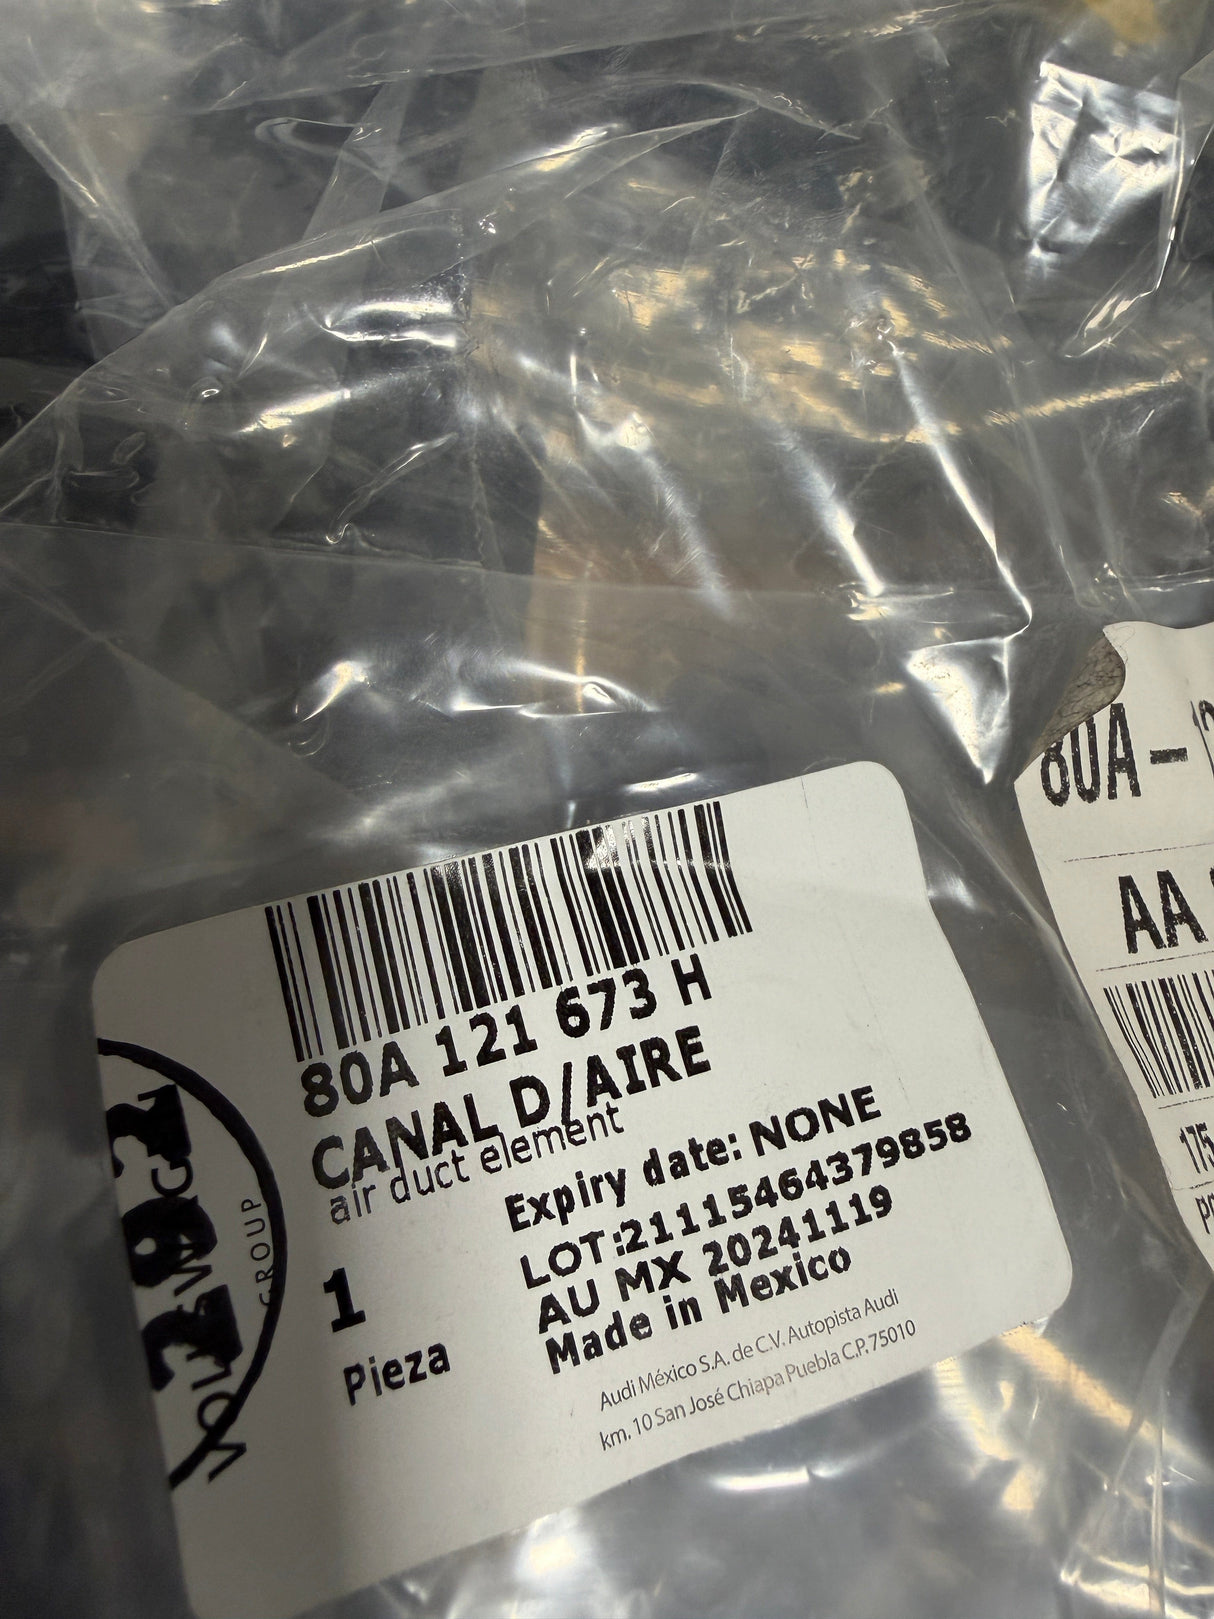 80A 121 673 H
CANAL D/AIRE
air duct element
Expiry date: NONE
LOT:21115464379858
AU MX 20241119
Made in Mexico
1
Pieza
Audi México S.A. de C.V. Autopista Audi
km. 10 San José Chiapa Puebla C.P. 75010
GROUP
80A-
AA
175